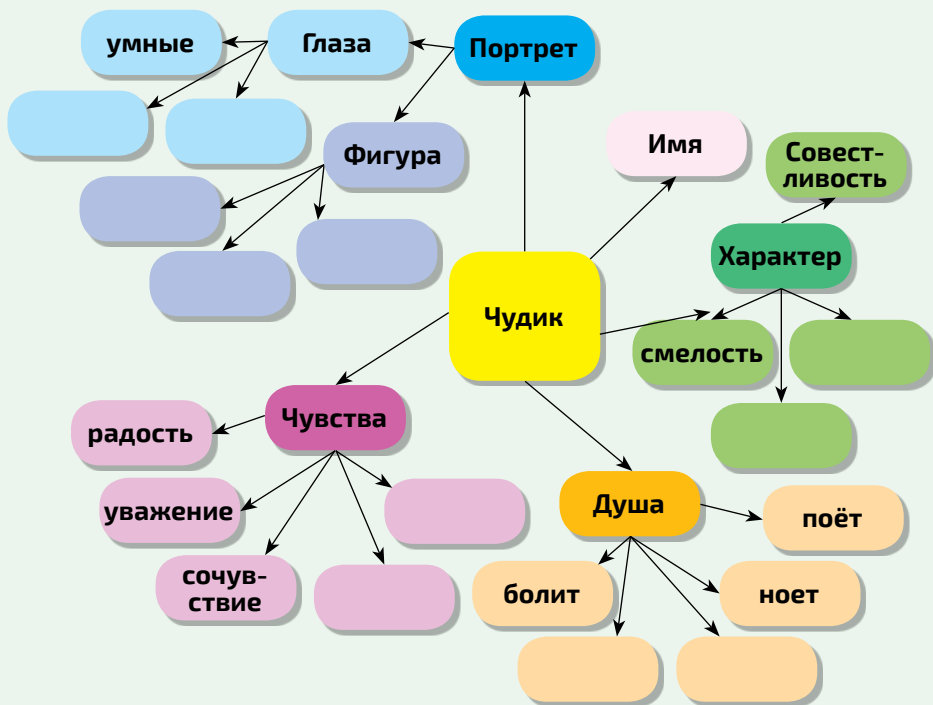 умные
Глаза
Портрет
Фигура
Имя
Совест-
ливость
Характер
Чудик
смелость
Чувства
радость
уважение
сочув-
ствие
Душа
поёт
болит
ноет